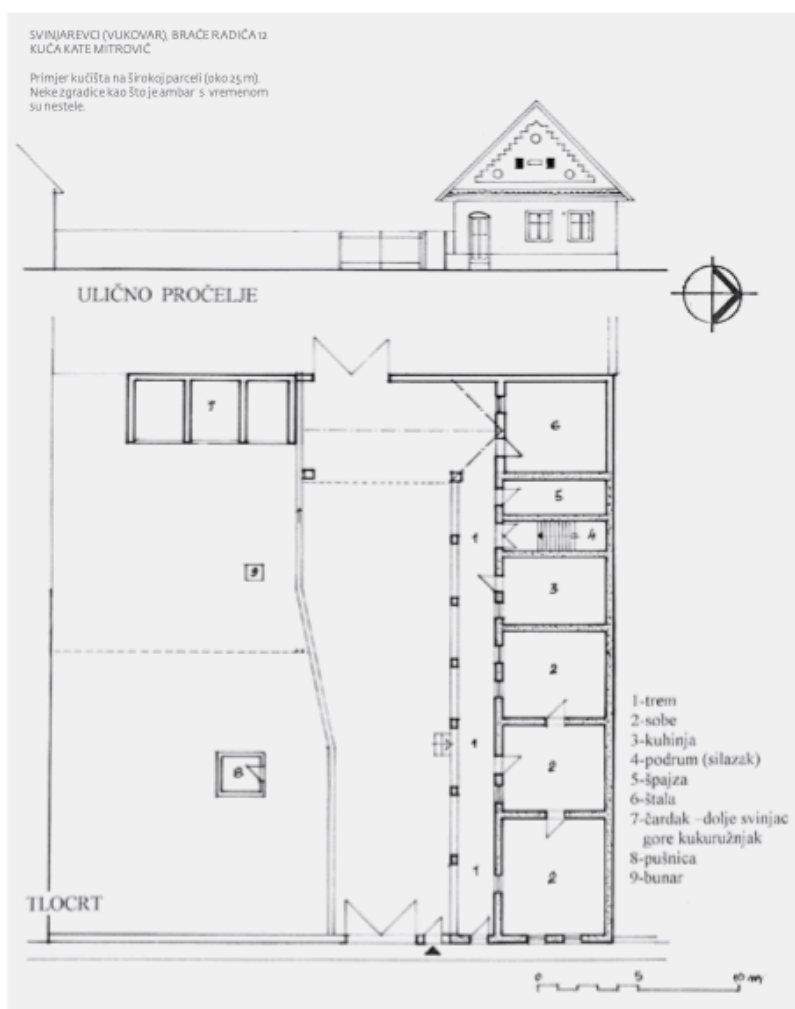 SVINJAREVCI (VUKOVAR), BRAĆE RADIĆA 12
KUĆA KATE MITROVIĆ
Primjer kućišta na širokoj parceli (oko 25 m).
Neke zgradice kao što je ambar s vremenom
su nestele.
ULIČNO PROČELJE
7
6
5
1
4
9
3
2
1
2
8
1
2
1-trem
2-sobe
3-kuhinja
4-podrum (silazak)
5-špajza
6-štala
7-čardak –dolje svinjac
gore kukuružnjak
8-pušnica
9-bunar
TLOCRT
0 5 10 m